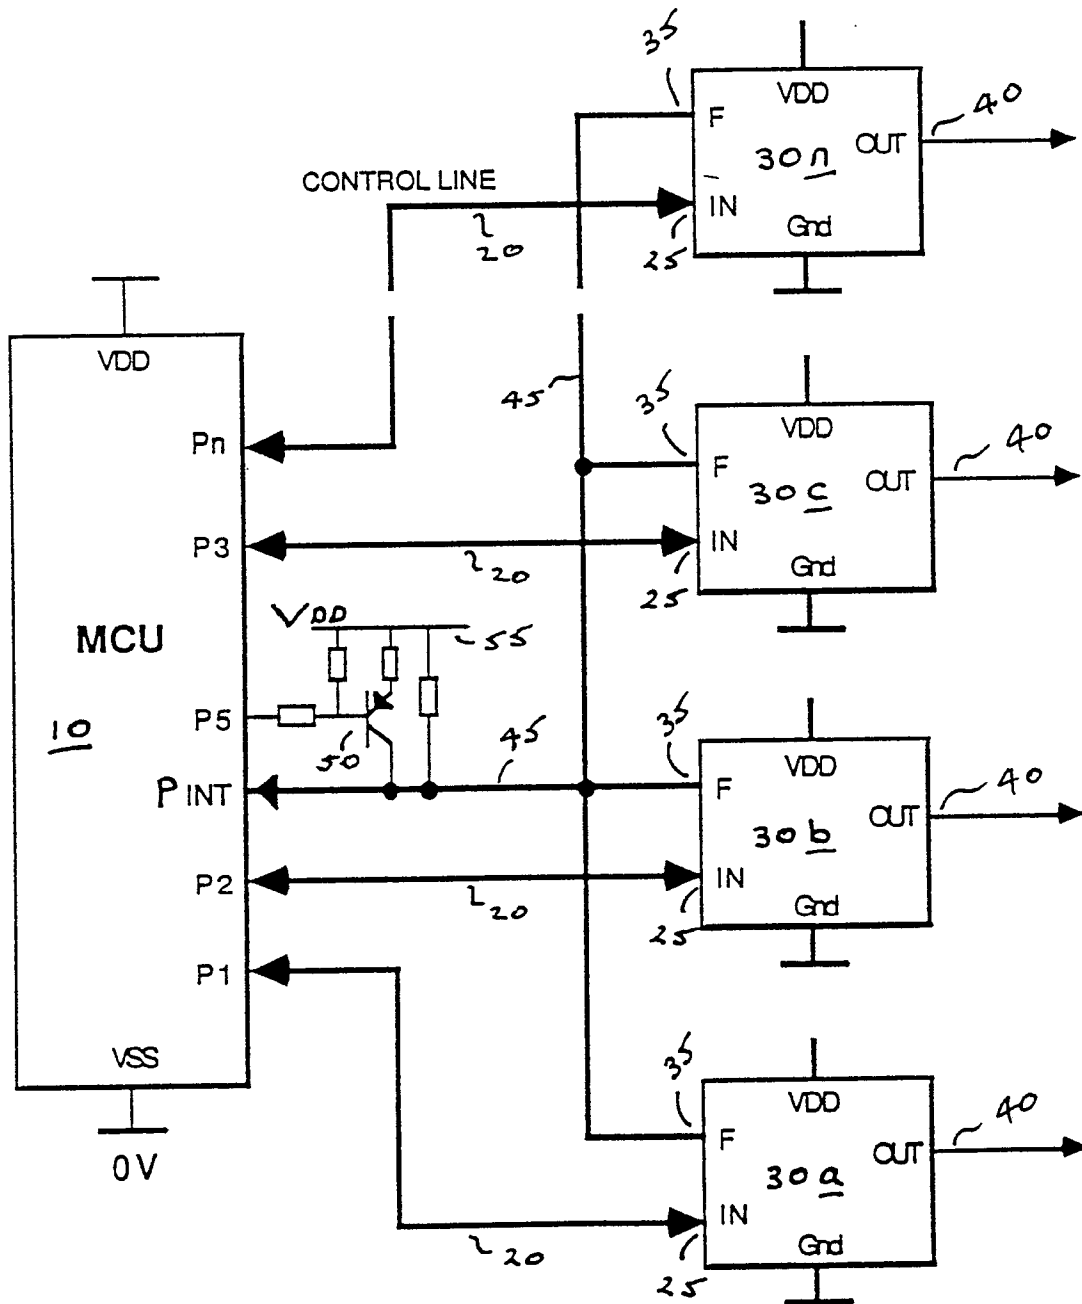 35
VDD
40
F
OUT
30n
CONTROL LINE
IN
20
25
Gnd
VDD
45
35
VDD
40
Pn
F
OUT
30c
P3
IN
20
25
Gnd
VDD
55
MCU
10
P5
50
45
35
VDD
40
PINT
F
OUT
30b
P2
IN
20
25
Gnd
P1
35
VDD
40
VSS
F
OUT
30a
0V
IN
20
25
Gnd